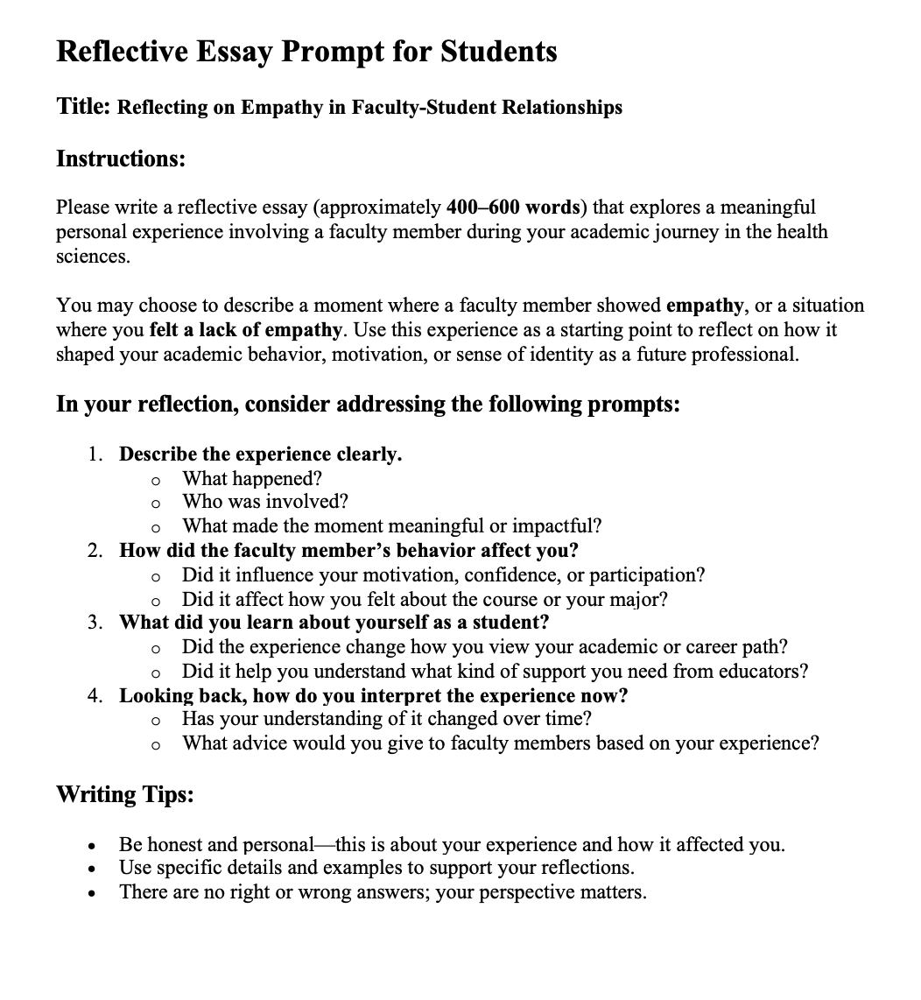 Reflective Essay Prompt for Students
Title: Reflecting on Empathy in Faculty-Student Relationships
Instructions:
Please write a reflective essay (approximately 400–600 words) that explores a meaningful
personal experience involving a faculty member during your academic journey in the health
sciences.
You may choose to describe a moment where a faculty member showed empathy, or a situation
where you felt a lack of empathy. Use this experience as a starting point to reflect on how it
shaped your academic behavior, motivation, or sense of identity as a future professional.
In your reflection, consider addressing the following prompts:
1. Describe the experience clearly.
o What happened?
o Who was involved?
o What made the moment meaningful or impactful?
2. How did the faculty member’s behavior affect you?
o Did it influence your motivation, confidence, or participation?
o Did it affect how you felt about the course or your major?
3. What did you learn about yourself as a student?
o Did the experience change how you view your academic or career path?
o Did it help you understand what kind of support you need from educators?
4. Looking back, how do you interpret the experience now?
o Has your understanding of it changed over time?
o What advice would you give to faculty members based on your experience?
Writing Tips:
• Be honest and personal—this is about your experience and how it affected you.
• Use specific details and examples to support your reflections.
• There are no right or wrong answers; your perspective matters.